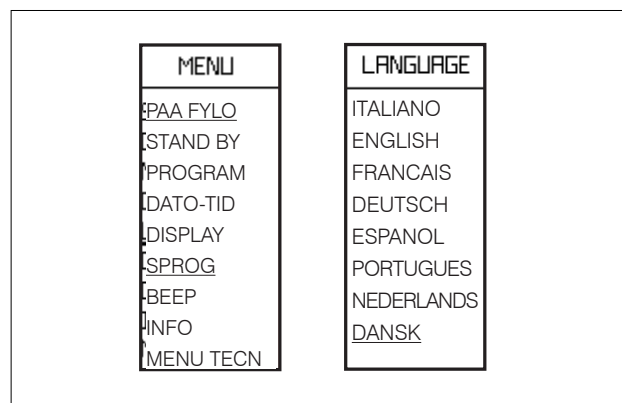 MENU
PAA FYLO
STAND BY
PROGRAM
DATO-TID
DISPLAY
SPROG
BEEP
INFO
MENU TECN
LANGUAGE
ITALIANO
ENGLISH
FRANCAIS
DEUTSCH
ESPANOL
PORTUGUES
NEDERLANDS
DANSK